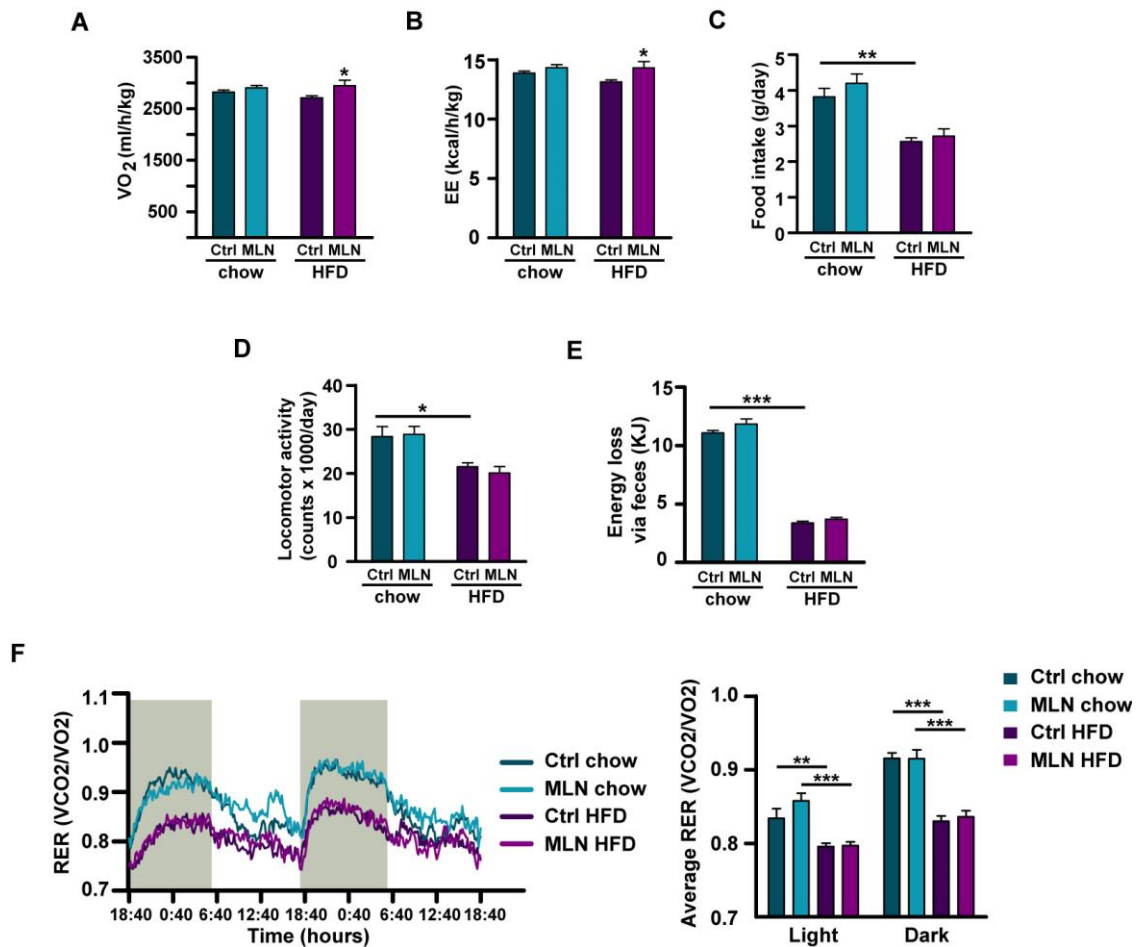 A
VO2 (ml/h/kg)
3500
2500
1500
500
Ctrl MLN Ctrl MLN
chow HFD
*
B
EE (kcal/h/kg)
15
10
5
0
Ctrl MLN Ctrl MLN
chow HFD
*
C
Food intake (g/day)
5
4
3
2
1
0
Ctrl MLN Ctrl MLN
chow HFD
**
D
Locomotor activity
(counts x 1000/day)
40
30
20
10
0
Ctrl MLN Ctrl MLN
chow HFD
*
E
Energy loss
via feces (KJ)
15
10
5
0
Ctrl MLN Ctrl MLN
chow HFD
***
F
RER (VCO2/VO2)
1.1
1.0
0.9
0.8
0.7
18:40 0:40 6:40 12:40 18:40 0:40 6:40 12:40 18:40
Time (hours)
Ctrl chow
MLN chow
Ctrl HFD
MLN HFD
Average RER (VCO2/VO2)
1.0
0.9
0.8
0.7
** *** *** ***
Light Dark
Ctrl chow
MLN chow
Ctrl HFD
MLN HFD